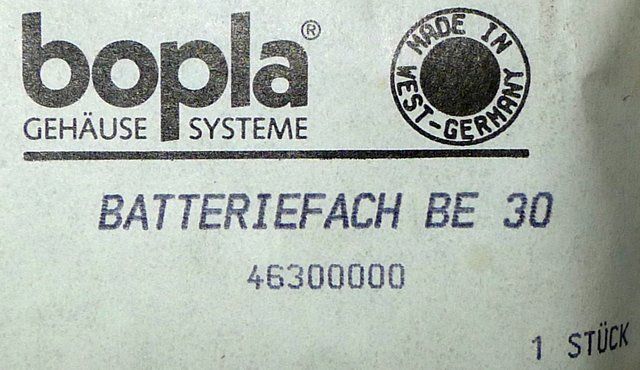 bopla®
GEHÄUSE SYSTEME
MADE IN
WEST-GERMANY
BATTERIEFACH BE 30
46300000
1 STÜCK